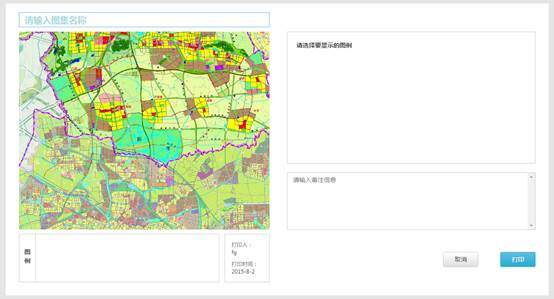 请输入图集名称
请选择要显示的图例
请输入备注信息
图
例
打印人：
fg
打印时间：
2015-8-2
取消
打印